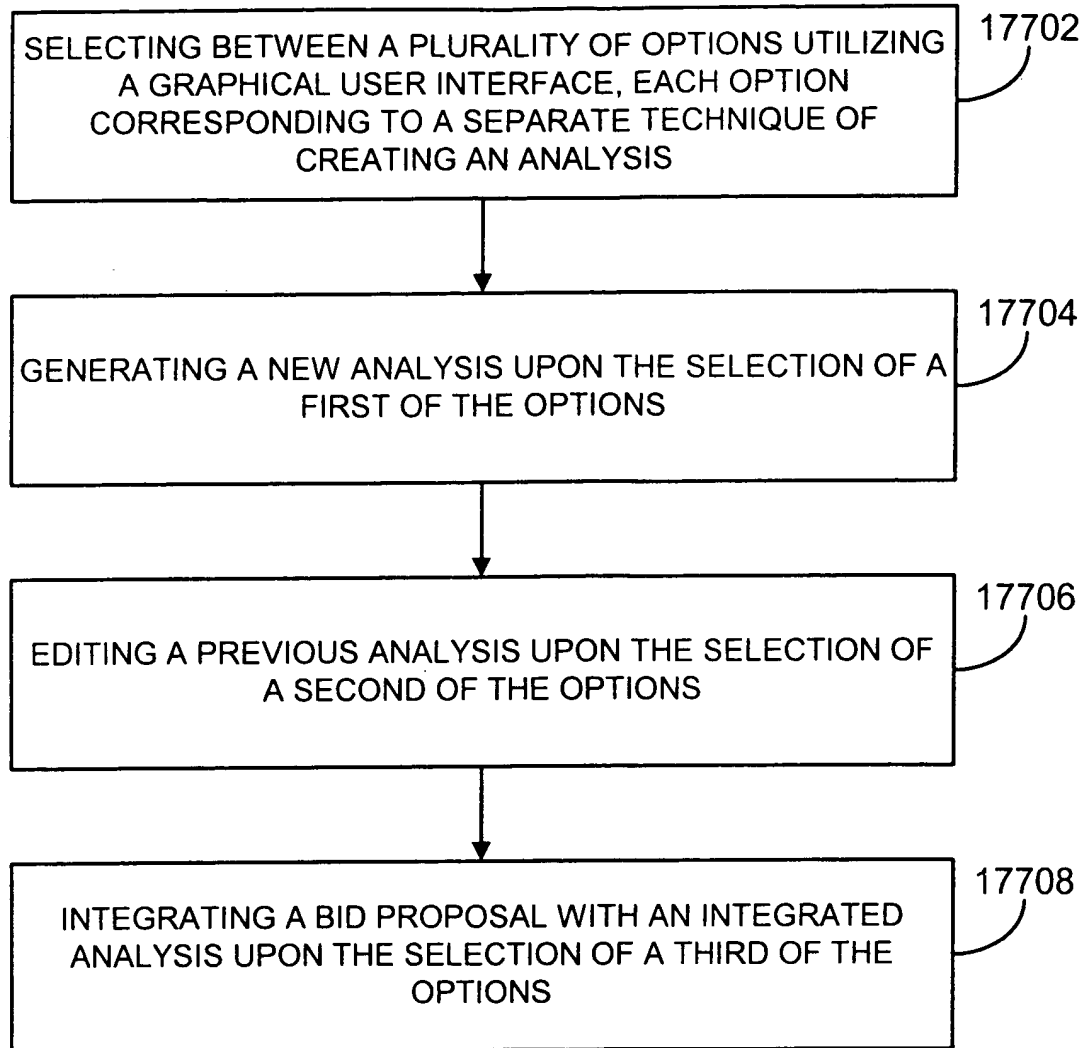 SELECTING BETWEEN A PLURALITY OF OPTIONS UTILIZING
A GRAPHICAL USER INTERFACE, EACH OPTION
CORRESPONDING TO A SEPARATE TECHNIQUE OF
CREATING AN ANALYSIS
17702
GENERATING A NEW ANALYSIS UPON THE SELECTION OF A
FIRST OF THE OPTIONS
17704
EDITING A PREVIOUS ANALYSIS UPON THE SELECTION OF
A SECOND OF THE OPTIONS
17706
INTEGRATING A BID PROPOSAL WITH AN INTEGRATED
ANALYSIS UPON THE SELECTION OF A THIRD OF THE
OPTIONS
17708